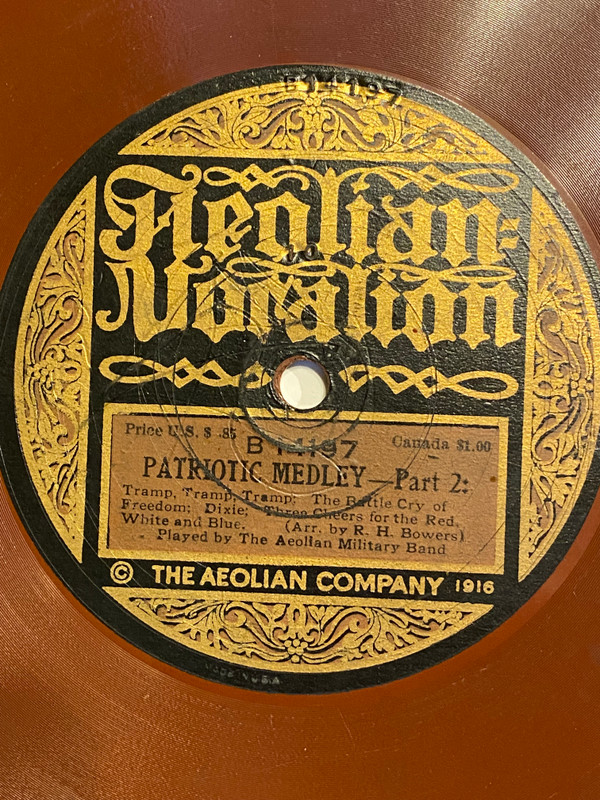 B14197
Aeolian-
Vocalion
Price U.S. $ .85
Canada $1.00
B 14197
PATRIOTIC MEDLEY—Part 2:
Tramp, Tramp, Tramp; The Battle Cry of
Freedom; Dixie; Three Cheers for the Red,
White and Blue. (Arr. by R. H. Bowers)
Played by The Aeolian Military Band
© THE AEOLIAN COMPANY 1916
MADE IN U.S.A.